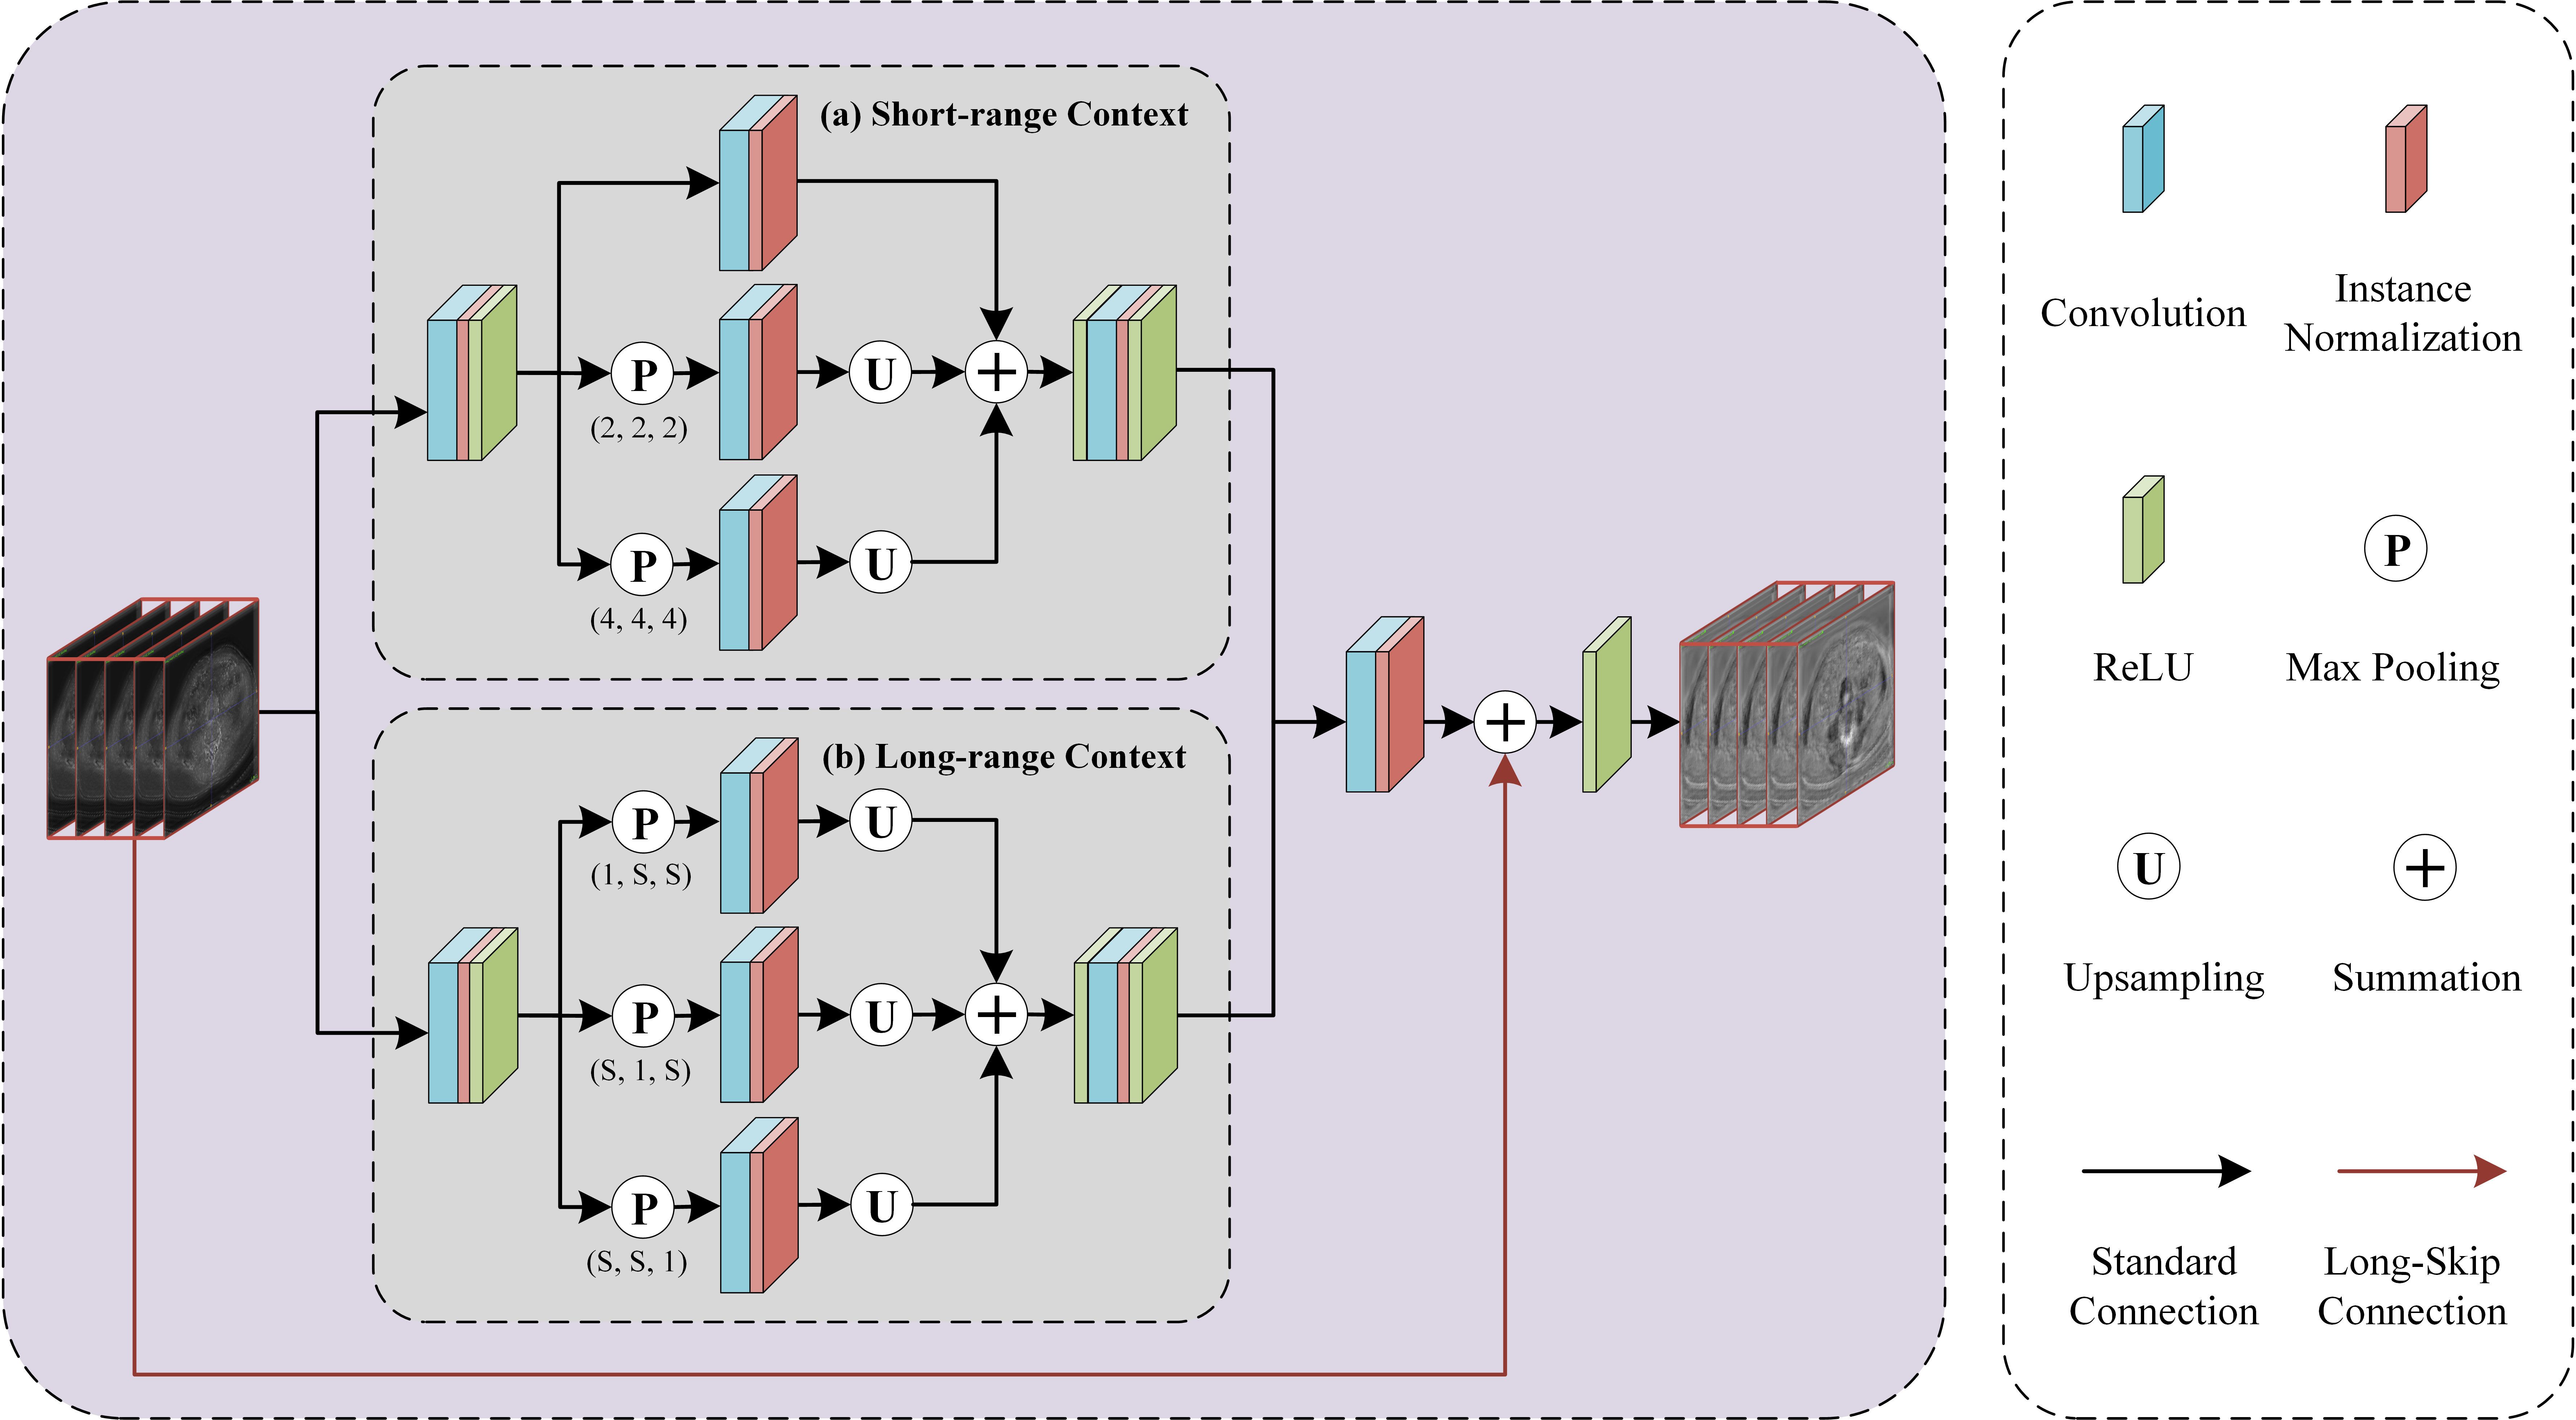 (a) Short-range Context
P
U
+
(2, 2, 2)
P
U
(4, 4, 4)
(b) Long-range Context
P
U
(1, S, S)
P
U
+
(S, 1, S)
P
U
(S, S, 1)
+
Convolution
Instance
Normalization
P
ReLU
Max Pooling
U
+
Upsampling
Summation
Standard
Connection
Long-Skip
Connection